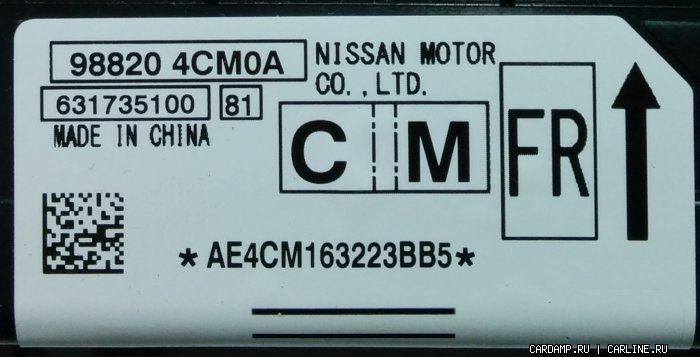 98820 4CM0A
NISSAN MOTOR
CO.,LTD.
631735100 81
MADE IN CHINA
C M
FR
*AE4CM163223BB5*
CARDAMP.RU | CARLINE.RU